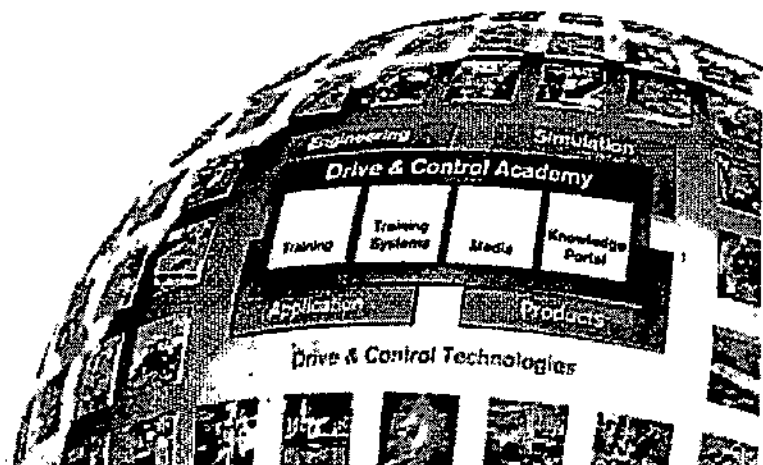 Engineering
Simulation
Drive & Control Academy
Training
Training
Systems
Media
Knowledge
Portal
Application
Products
Drive & Control Technologies